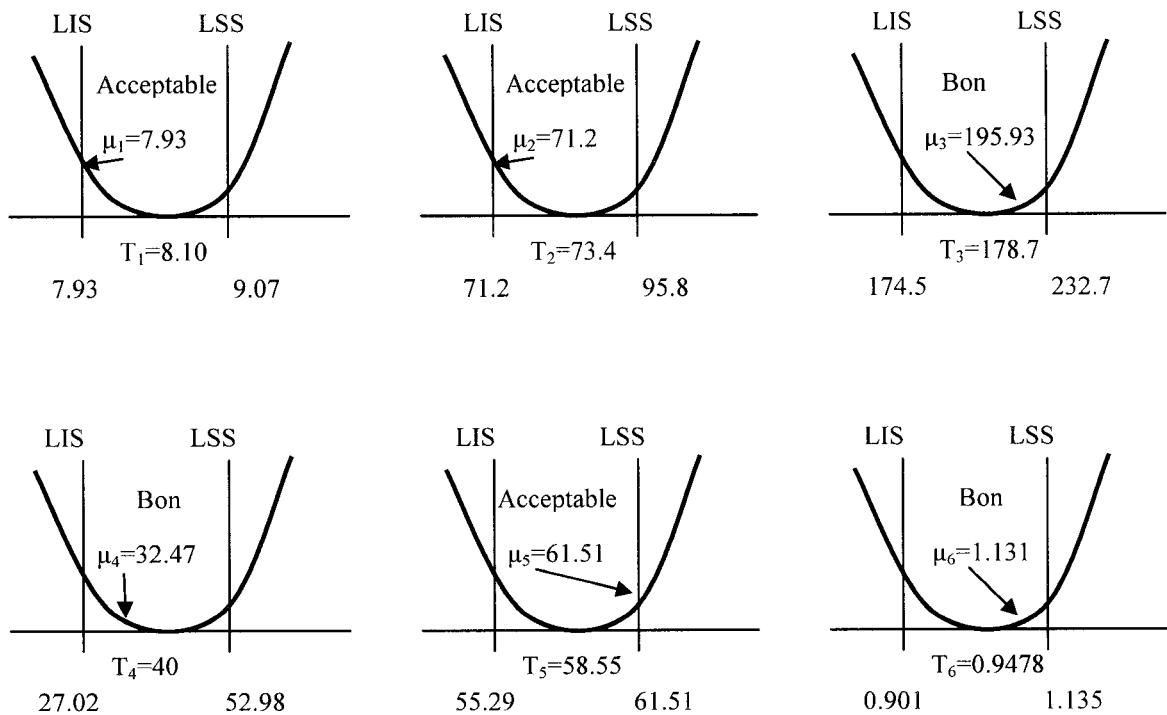 LIS LSS
Acceptable
μ₁=7.93
T₁=8.10
7.93 9.07
LIS LSS
Acceptable
μ₂=71.2
T₂=73.4
71.2 95.8
LIS LSS
Bon
μ₃=195.93
T₃=178.7
174.5 232.7
LIS LSS
Bon
μ₄=32.47
T₄=40
27.02 52.98
LIS LSS
Acceptable
μ₅=61.51
T₅=58.55
55.29 61.51
LIS LSS
Bon
μ₆=1.131
T₆=0.9478
0.901 1.135